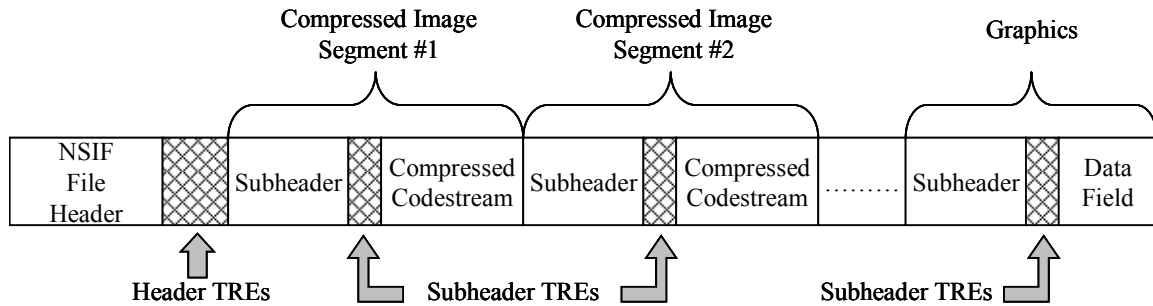 Compressed Image
Segment #1
Compressed Image
Segment #2
Graphics
NSIF
File
Header
Subheader
Compressed
Codestream
Subheader
Compressed
Codestream
.........
Subheader
Data
Field
Header TREs
Subheader TREs
Subheader TREs